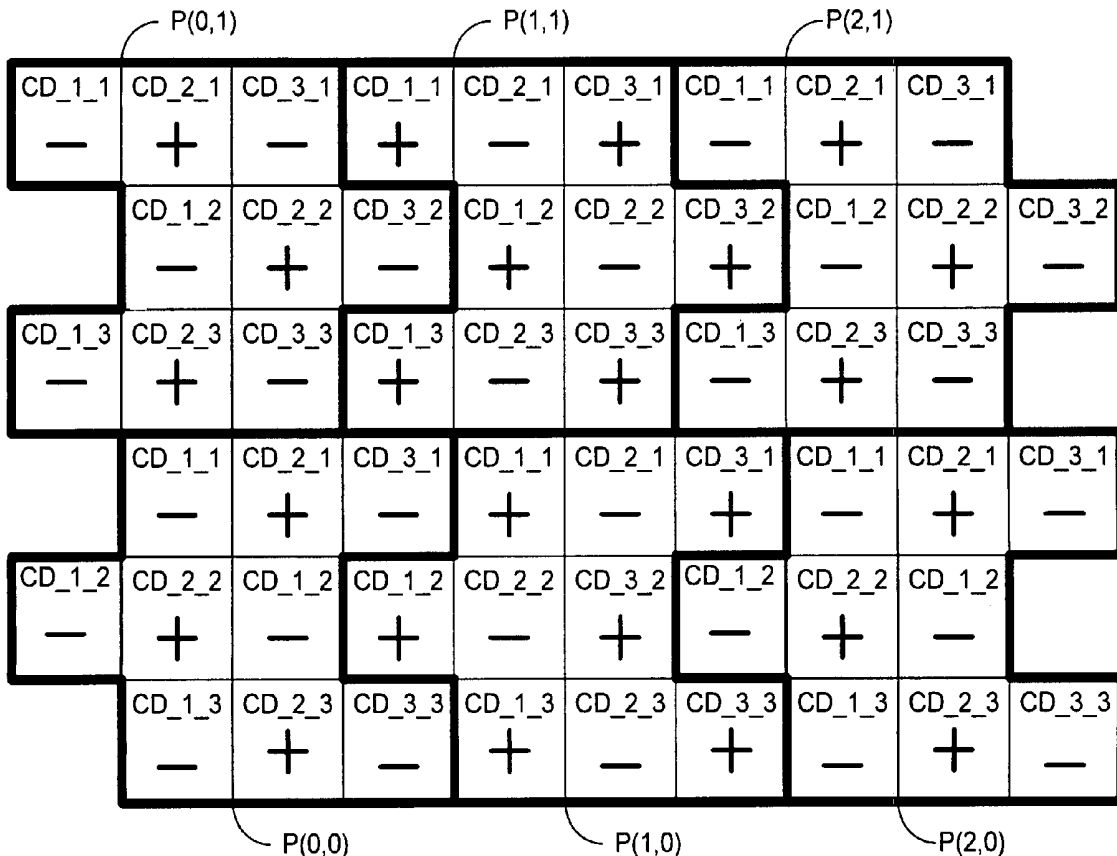 P(0,1) P(1,1) P(2,1)
CD_1_1 CD_2_1 CD_3_1 CD_1_1 CD_2_1 CD_3_1 CD_1_1 CD_2_1 CD_3_1
− + − + − + − + −
CD_1_2 CD_2_2 CD_3_2 CD_1_2 CD_2_2 CD_3_2 CD_1_2 CD_2_2 CD_3_2
− + − + − + − + −
CD_1_3 CD_2_3 CD_3_3 CD_1_3 CD_2_3 CD_3_3 CD_1_3 CD_2_3 CD_3_3
− + − + − + − + −
CD_1_1 CD_2_1 CD_3_1 CD_1_1 CD_2_1 CD_3_1 CD_1_1 CD_2_1 CD_3_1
− + − + − + − + −
CD_1_2 CD_2_2 CD_1_2 CD_1_2 CD_2_2 CD_3_2 CD_1_2 CD_2_2 CD_1_2
− + − + − + − + −
CD_1_3 CD_2_3 CD_3_3 CD_1_3 CD_2_3 CD_3_3 CD_1_3 CD_2_3 CD_3_3
− + − + − + − + −
P(0,0) P(1,0) P(2,0)